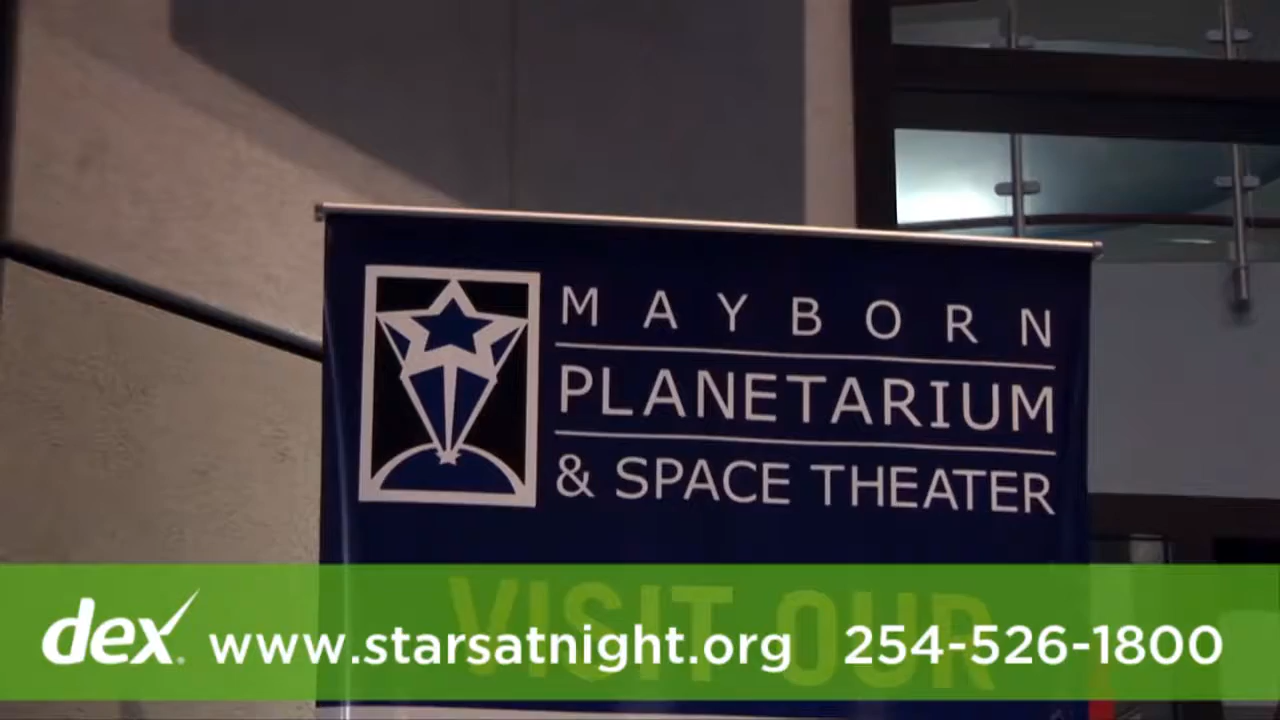 MAYBORN
PLANETARIUM
& SPACE THEATER
VISIT OUR
dex www.starsatnight.org 254-526-1800